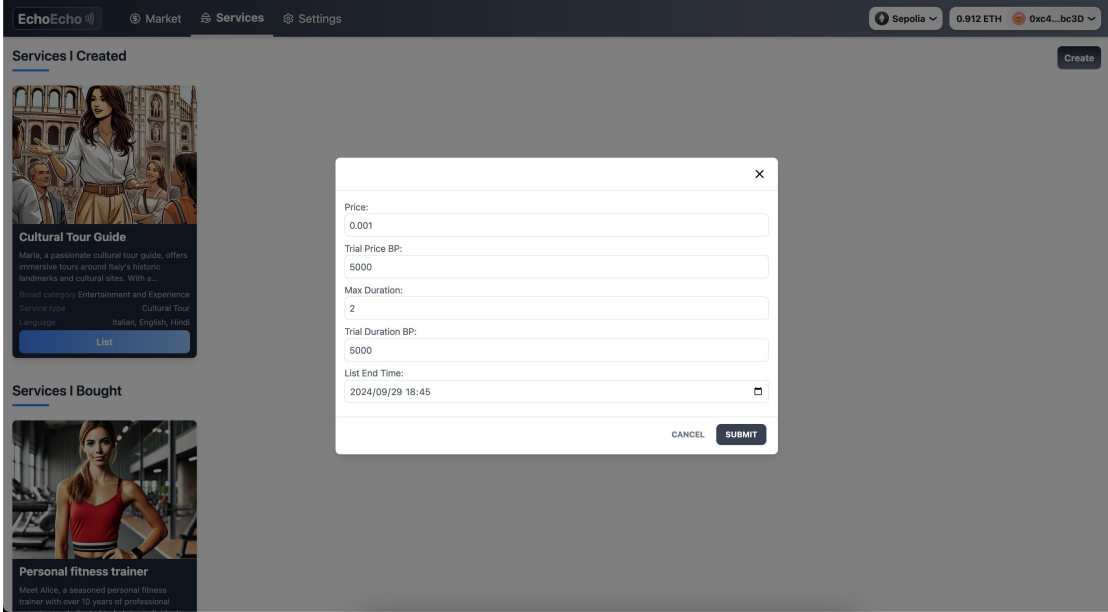 EchoEcho
Market
Services
Settings
Sepolia
0.912 ETH
0xc4...bc3D
Services I Created
Create
Cultural Tour Guide
Maria, a passionate cultural tour guide, offers
immersive tours around Italy's historic
landmarks and cultural sites. With a...
Broad category Entertainment and Experience
Service type Cultural Tour
Language Italian, English, Hindi
List
Price:
0.001
Trial Price BP:
5000
Max Duration:
2
Trial Duration BP:
5000
List End Time:
2024/09/29 18:45
CANCEL SUBMIT
Services I Bought
Personal fitness trainer
Meet Alice, a seasoned personal fitness
trainer with over 10 years of professional